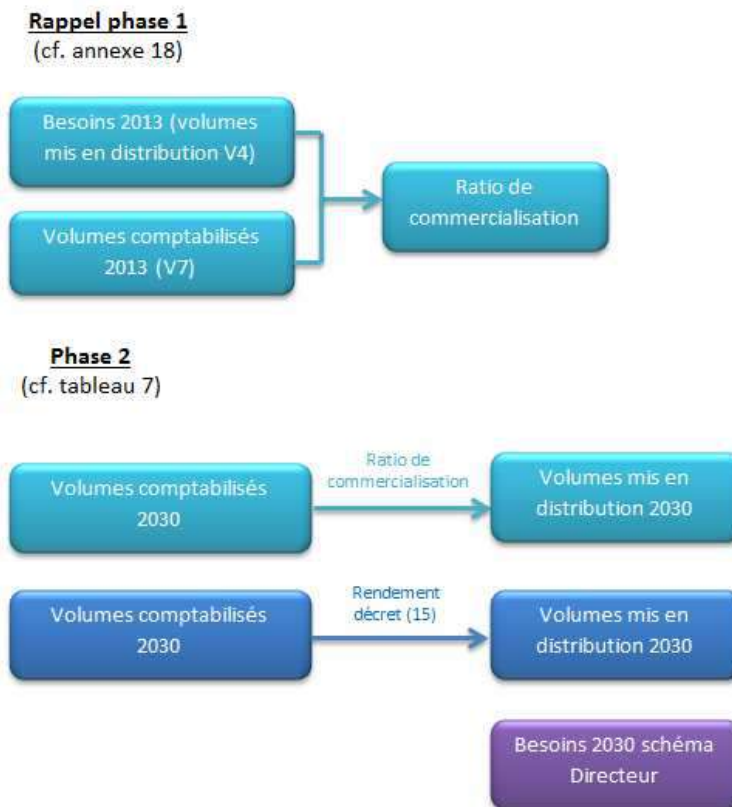 Rappel phase 1
(cf. annexe 18)
Besoins 2013 (volumes
mis en distribution V4)
Volumes comptabilisés
2013 (V7)
Ratio de
commercialisation
Phase 2
(cf. tableau 7)
Volumes comptabilisés
2030
Ratio de
commercialisation
Volumes mis en
distribution 2030
Volumes comptabilisés
2030
Rendement
décret (15)
Volumes mis en
distribution 2030
Besoins 2030 schéma
Directeur